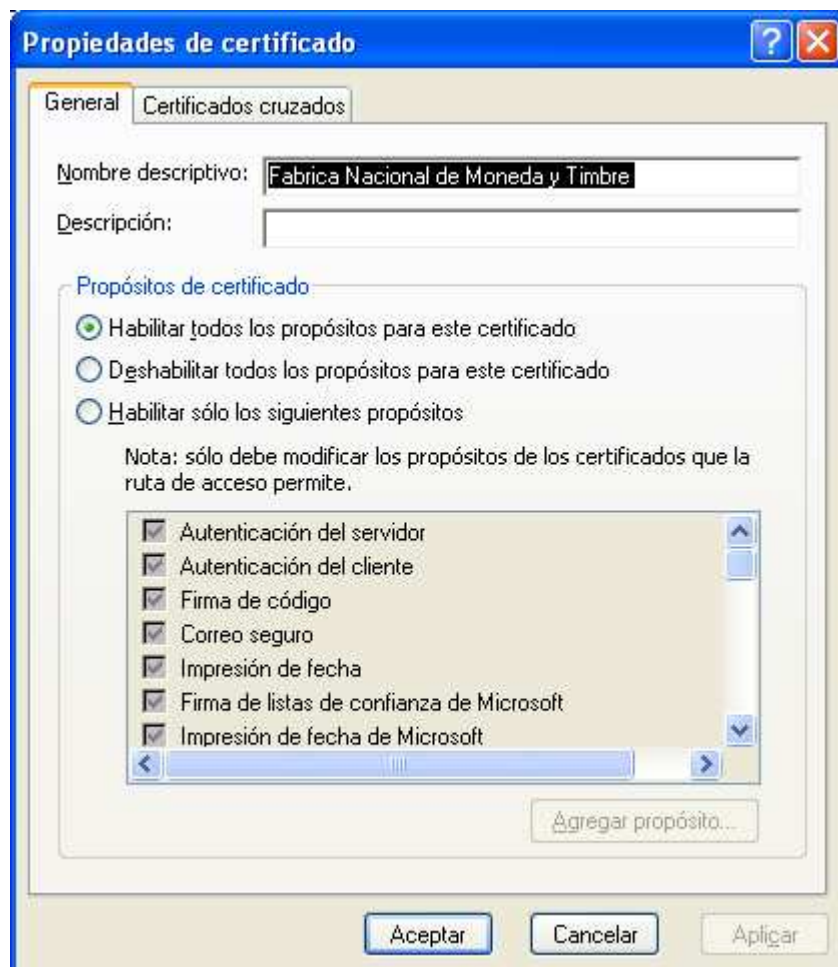 Propiedades de certificado
General
Certificados cruzados
Nombre descriptivo: Fabrica Nacional de Moneda y Timbre
Descripción:
Propósitos de certificado
Habilitar todos los propósitos para este certificado
Deshabilitar todos los propósitos para este certificado
Habilitar sólo los siguientes propósitos
Nota: sólo debe modificar los propósitos de los certificados que la
ruta de acceso permite.
Autenticación del servidor
Autenticación del cliente
Firma de código
Correo seguro
Impresión de fecha
Firma de listas de confianza de Microsoft
Impresión de fecha de Microsoft
Agregar propósito...
Aceptar
Cancelar
Aplicar